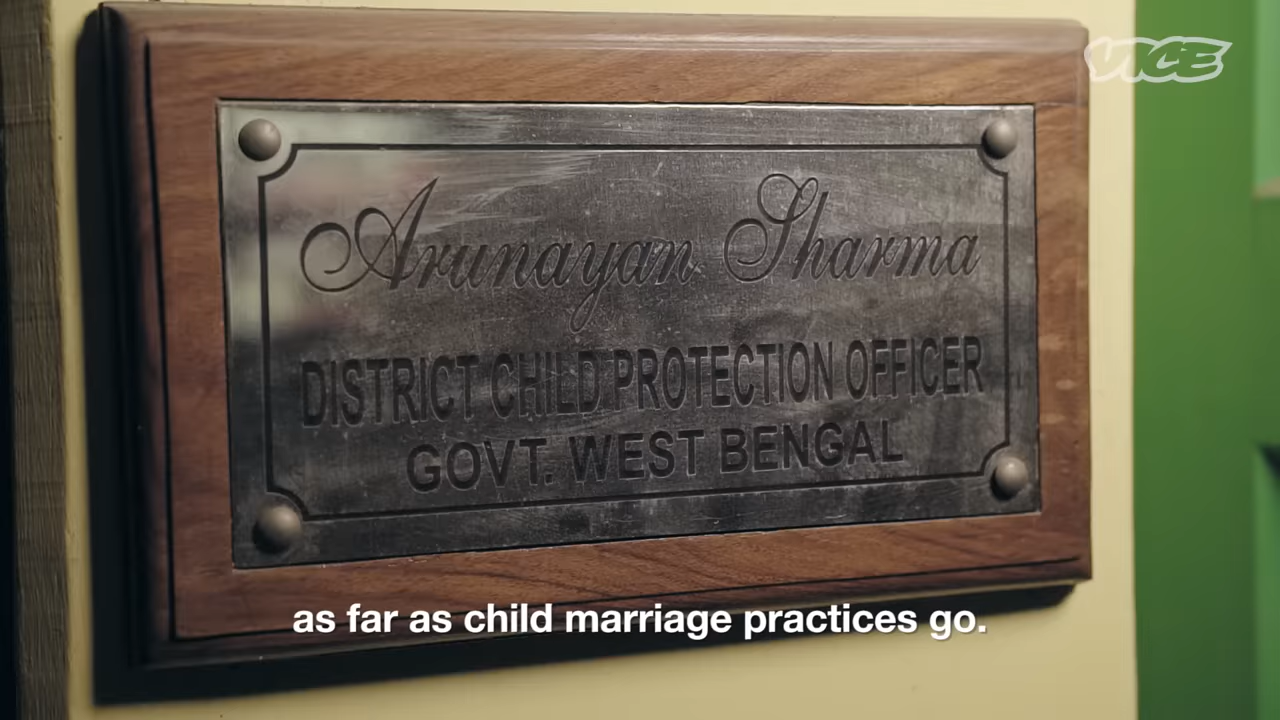 VICE
Arunayan Sharma
DISTRICT CHILD PROTECTION OFFICER
GOVT. WEST BENGAL
as far as child marriage practices go.